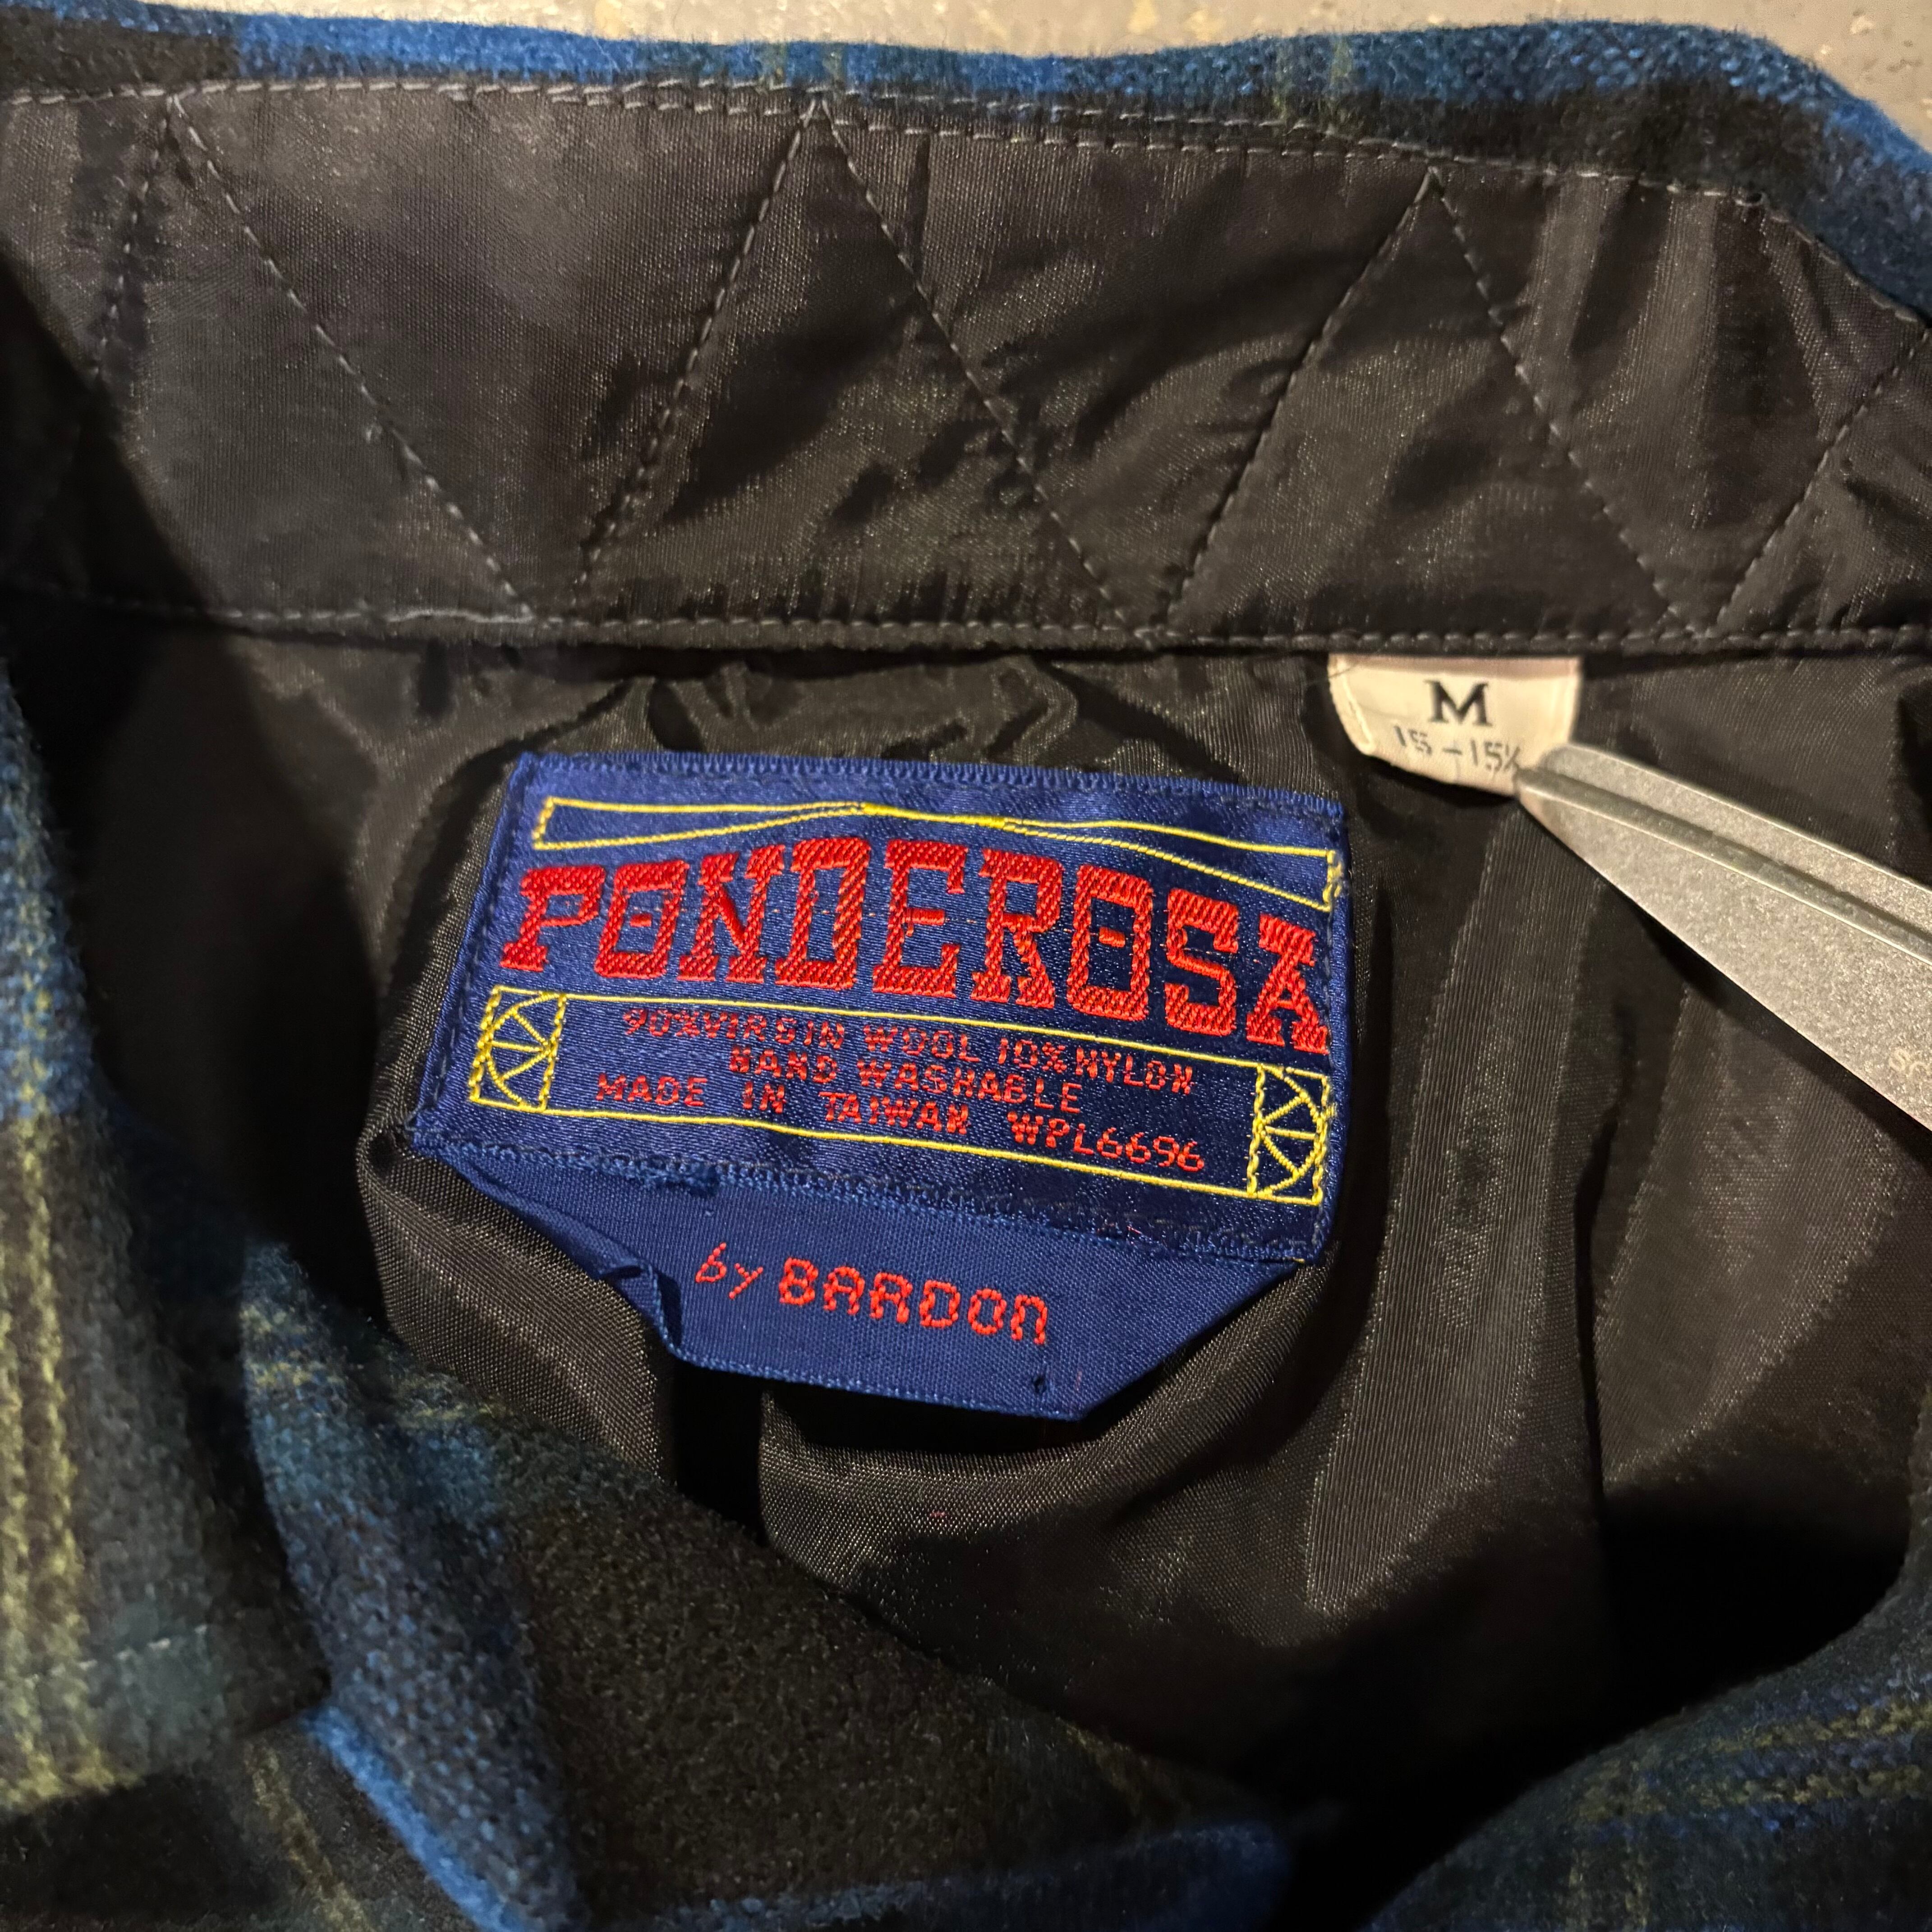 M
15-15½
PONDEROSA
90% VIRGIN WOOL 10% NYLON
HAND WASHABLE
MADE IN TAIWAN WPL6696
by BARDON